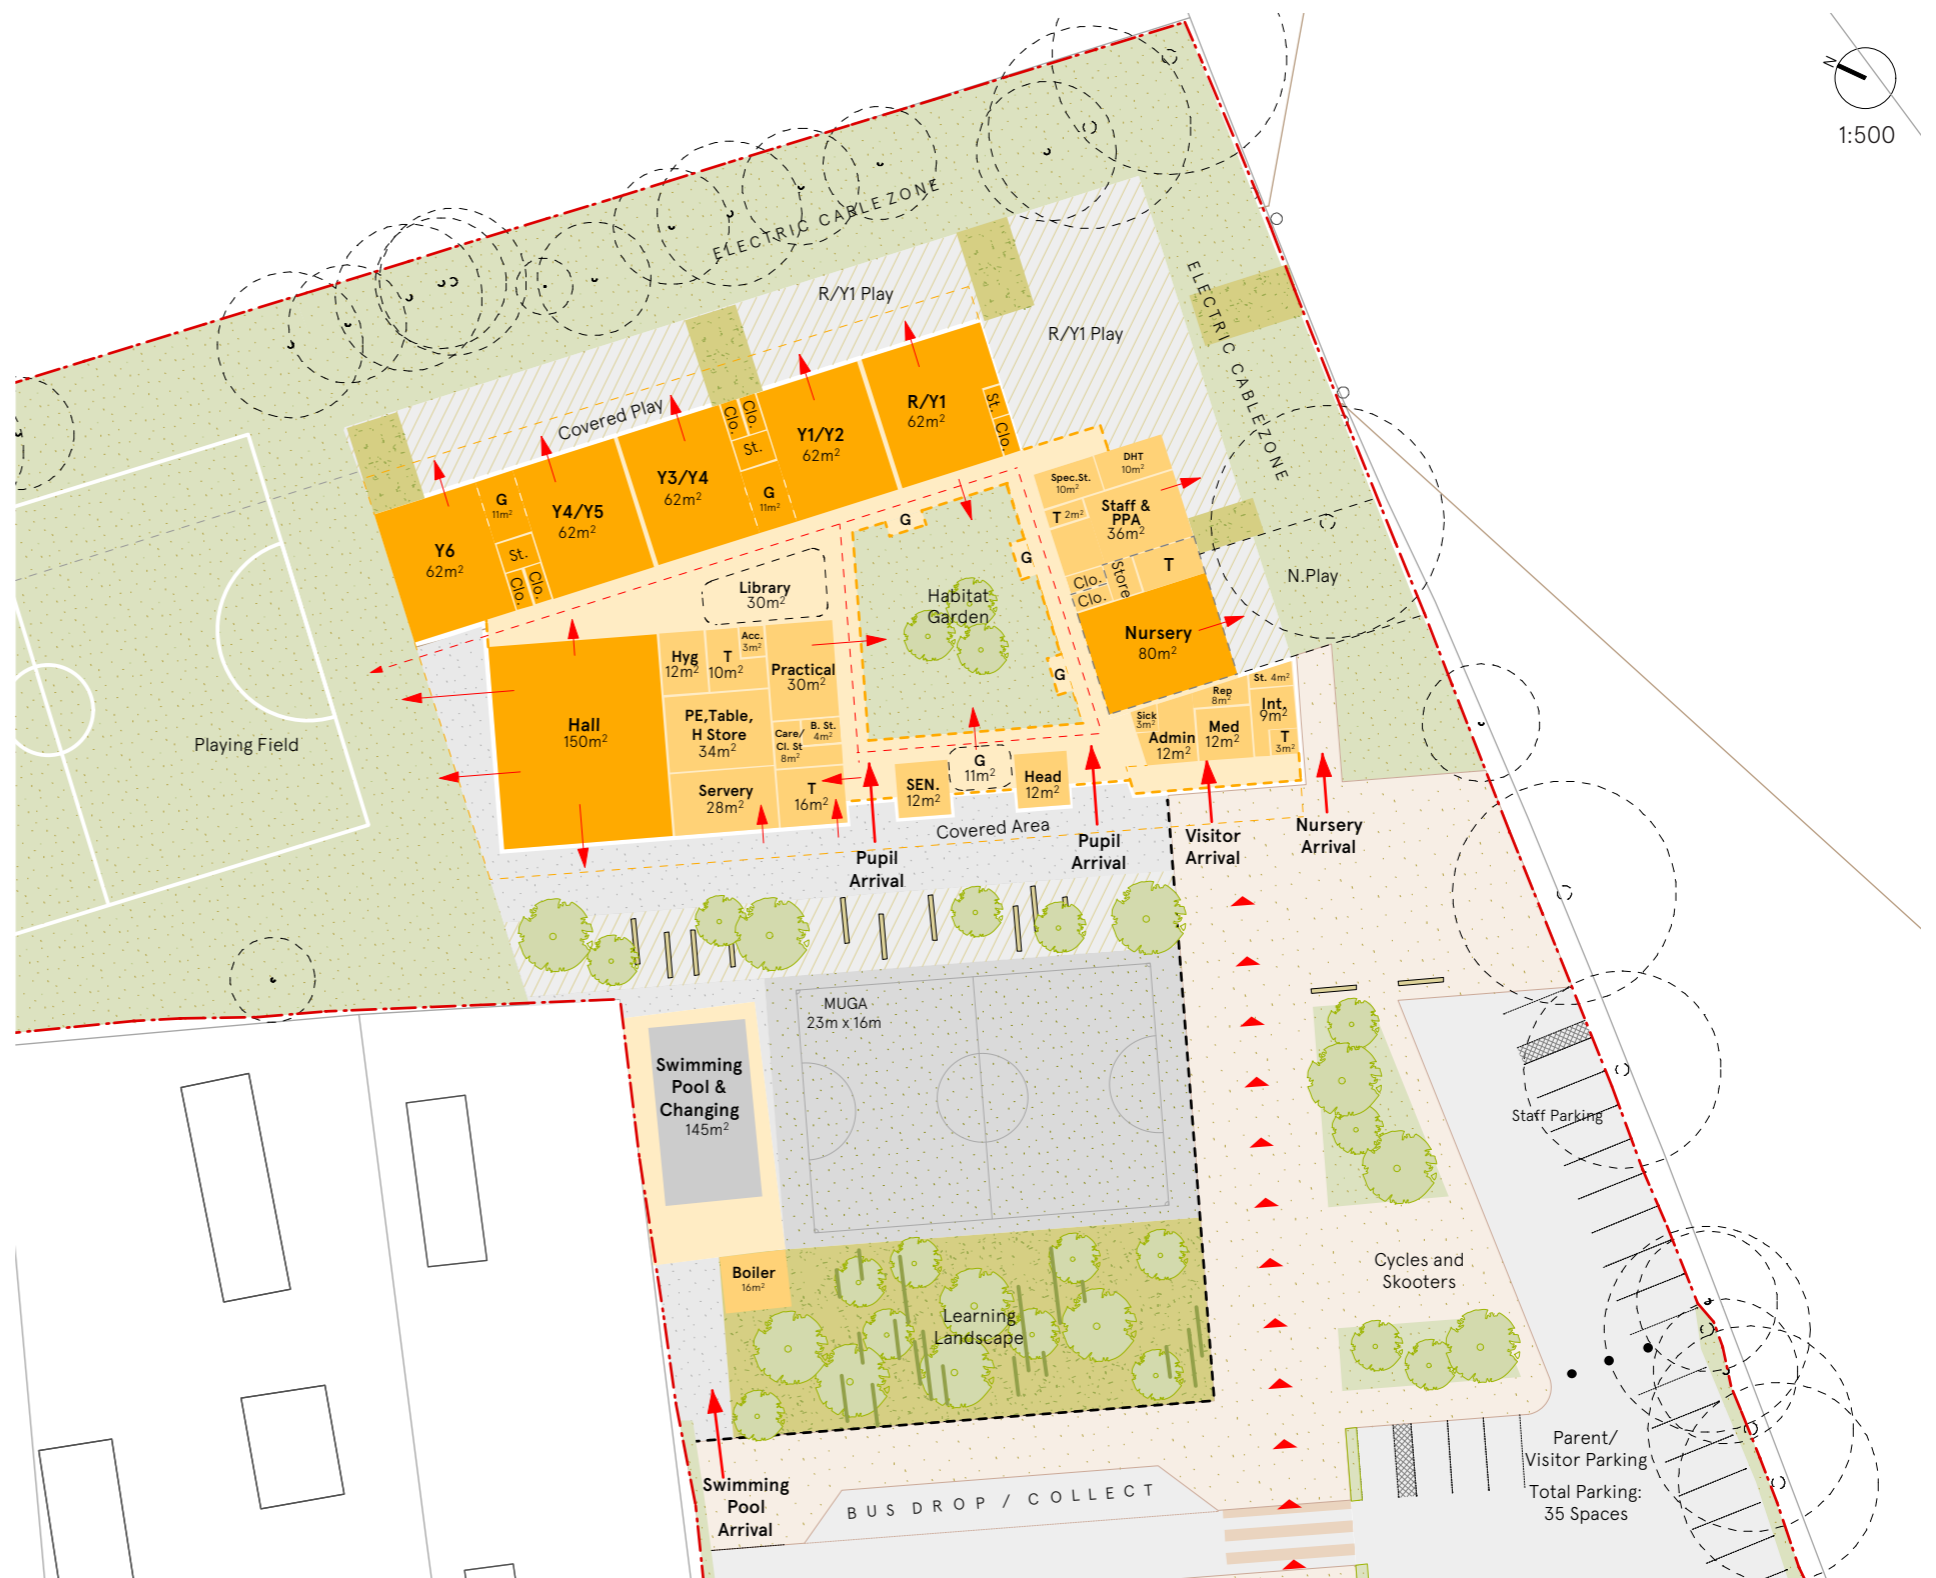 N
1:500
ELECTRIC CABLEZONE
R/Y1 Play
R/Y1 Play
ELECTRIC CABLEZONE
Covered Play
R/Y1
62m²
St.
Clo.
Clo.
Clo.
St.
G
11m²
Y1/Y2
62m²
Y3/Y4
62m²
G
11m²
Y4/Y5
62m²
St.
Clo.
Clo.
Y6
62m²
DHT
10m²
Spec.St.
10m²
T 2m²
Staff &
PPA
36m²
Clo.
Clo.
Store
T
Nursery
80m²
N.Play
G
G
G
Habitat
Garden
Library
30m²
Hyg
12m²
T
10m²
Acc.
3m²
Practical
30m²
Hall
150m²
PE,Table,
H Store
34m²
Care/
Cl. St
8m²
B. St.
4m²
Servery
28m²
T
16m²
SEN.
12m²
G
11m²
Head
12m²
Sick
3m²
Admin
12m²
Rep
8m²
Med
12m²
St. 4m²
Int.
9m²
T
3m²
Playing Field
Covered Area
Pupil
Arrival
Pupil
Arrival
Visitor
Arrival
Nursery
Arrival
MUGA
23m x 16m
Swimming
Pool &
Changing
145m²
Staff Parking
Boiler
16m²
Learning
Landscape
Cycles and
Skooters
Swimming
Pool
Arrival
BUS DROP / COLLECT
Parent/
Visitor Parking
Total Parking:
35 Spaces